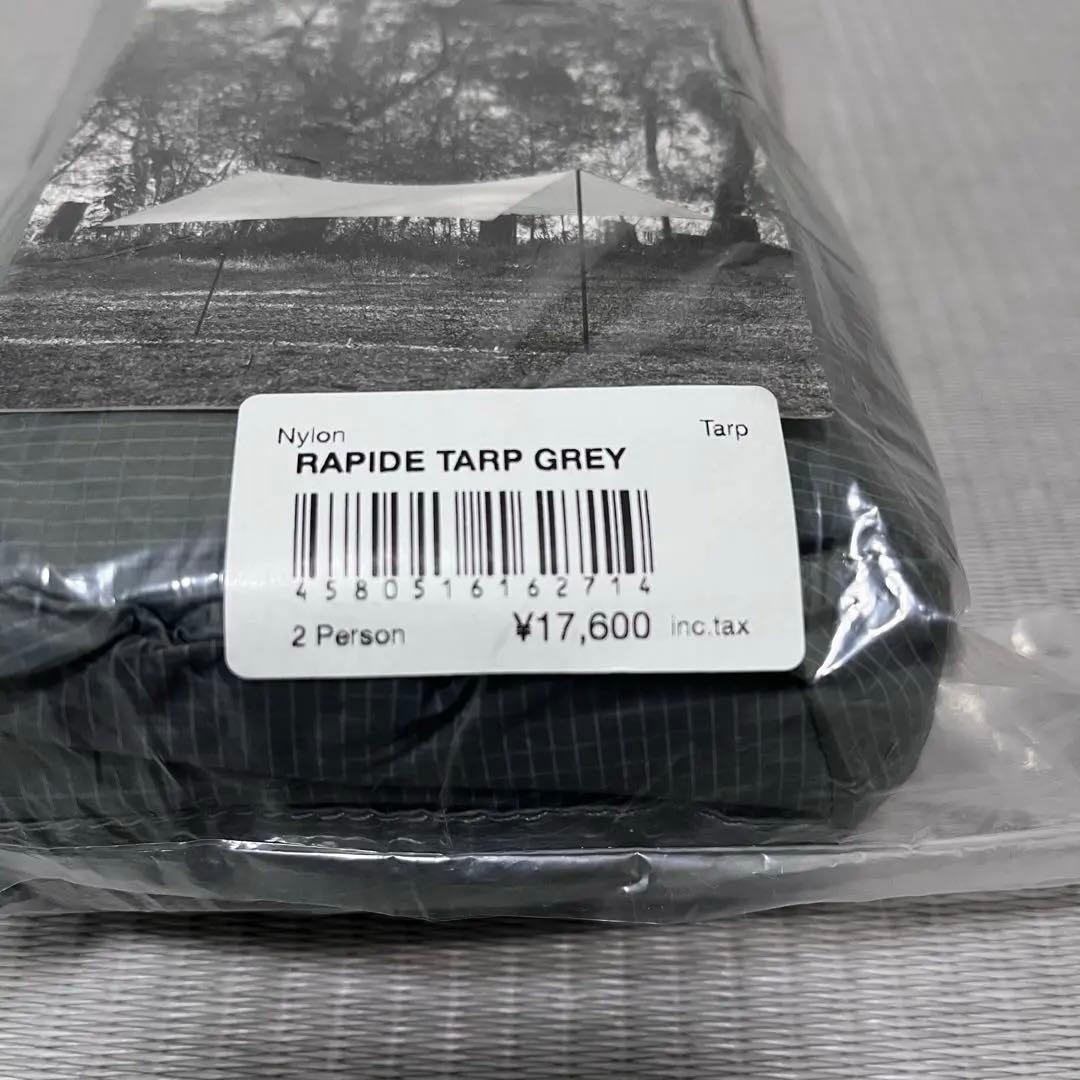 Nylon Tarp
RAPIDE TARP GREY
4580516162714
2 Person ¥17,600 inc.tax